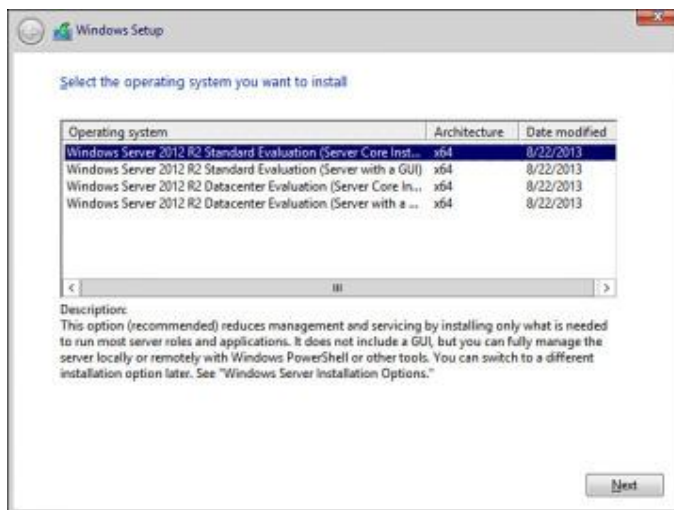 Windows Setup
Select the operating system you want to install
Operating system Architecture Date modified
Windows Server 2012 R2 Standard Evaluation (Server Core Inst... x64 8/22/2013
Windows Server 2012 R2 Standard Evaluation (Server with a GUI) x64 8/22/2013
Windows Server 2012 R2 Datacenter Evaluation (Server Core In... x64 8/22/2013
Windows Server 2012 R2 Datacenter Evaluation (Server with a ... x64 8/22/2013
Description:
This option (recommended) reduces management and servicing by installing only what is needed
to run most server roles and applications. It does not include a GUI, but you can fully manage the
server locally or remotely with Windows PowerShell or other tools. You can switch to a different
installation option later. See "Windows Server Installation Options."
Next